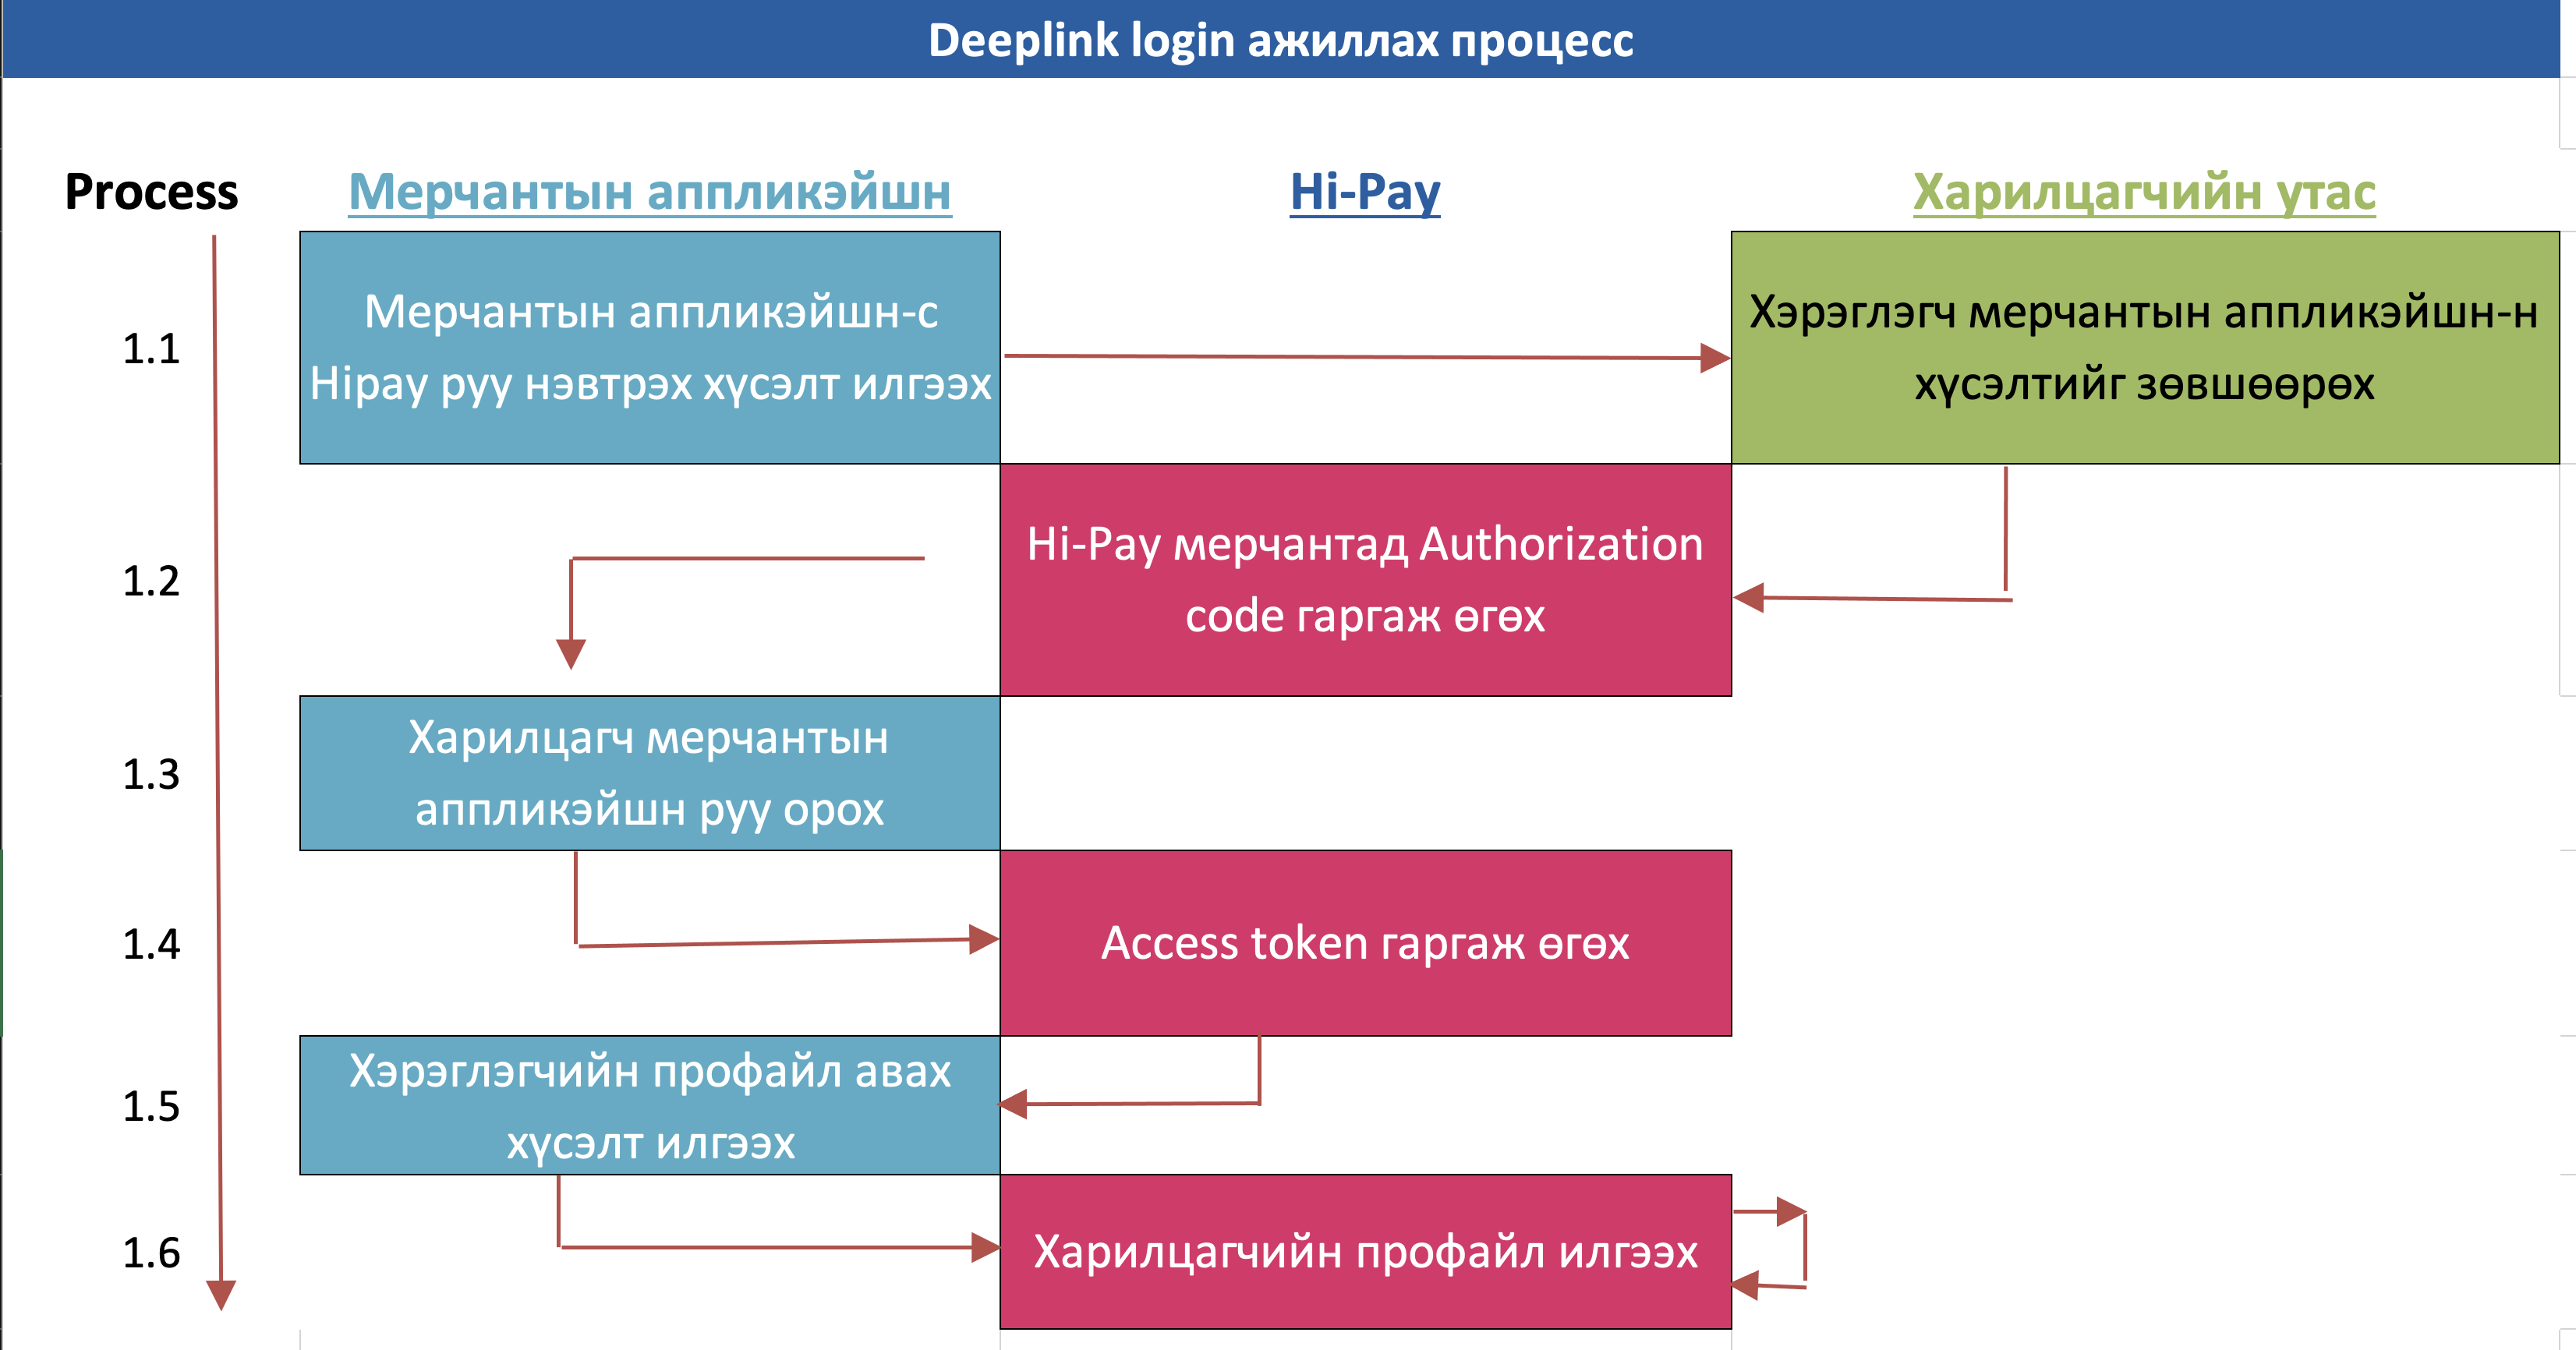 Deeplink login ажиллах процесс
Process
Мерчантын аппликэйшн
Hi-Pay
Харилцагчийн утас
1.1
Мерчантын аппликэйшн-с
Hipay руу нэвтрэх хүсэлт илгээх
Хэрэглэгч мерчантын аппликэйшн-н
хүсэлтийг зөвшөөрөх
1.2
Hi-Pay мерчантад Authorization
code гаргаж өгөх
1.3
Харилцагч мерчантын
аппликэйшн руу орох
1.4
Access token гаргаж өгөх
1.5
Хэрэглэгчийн профайл авах
хүсэлт илгээх
1.6
Харилцагчийн профайл илгээх